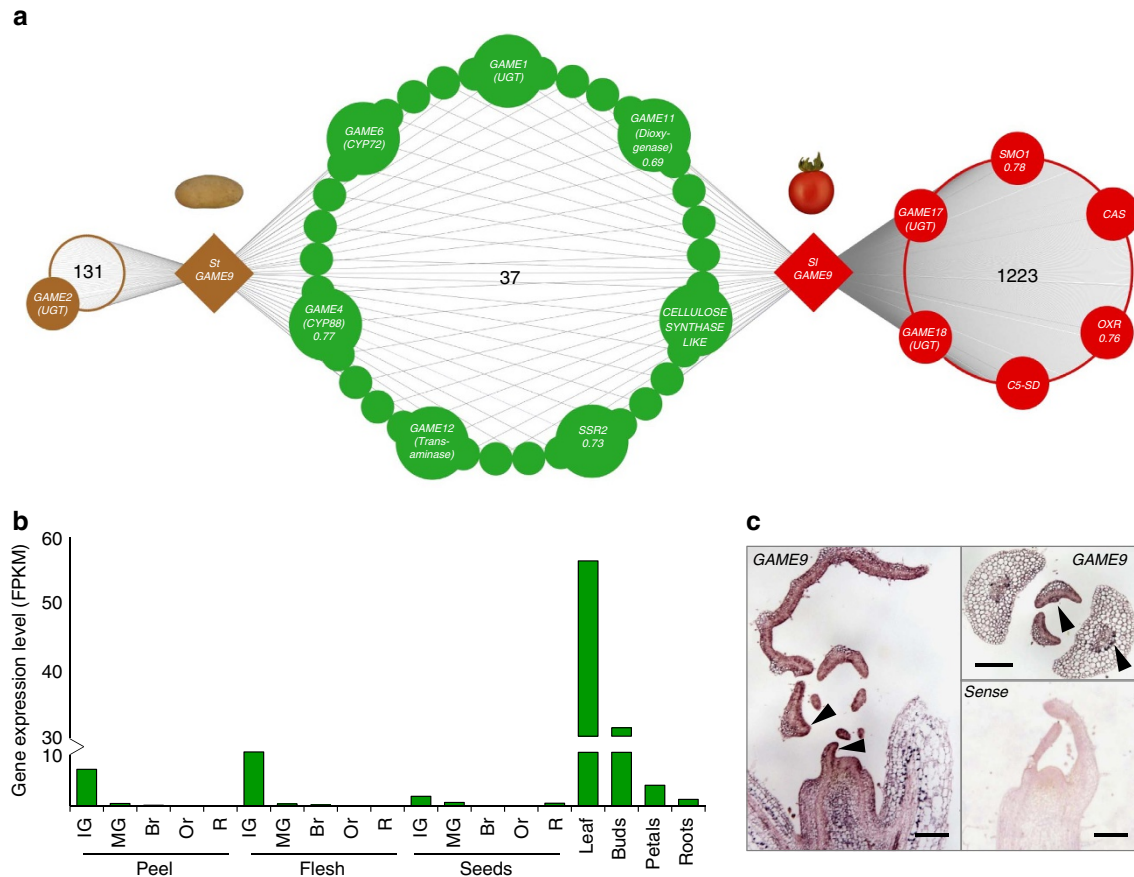 a
GAME1
(UGT)
GAME6
(CYP72)
GAME11
(Dioxy-
genase)
0.69
SMO1
0.78
GAME17
(UGT)
CAS
131
St
GAME9
37
Sl
GAME9
1223
GAME2
(UGT)
GAME4
(CYP88)
0.77
CELLULOSE
SYNTHASE
LIKE
GAME18
(UGT)
OXR
0.76
C5-SD
GAME12
(Trans-
aminase)
SSR2
0.73
b
Gene expression level (FPKM)
60
50
40
30
10
IG
MG
Br
Or
R
IG
MG
Br
Or
R
IG
MG
Br
Or
R
Leaf
Buds
Petals
Roots
Peel
Flesh
Seeds
c
GAME9
GAME9
Sense